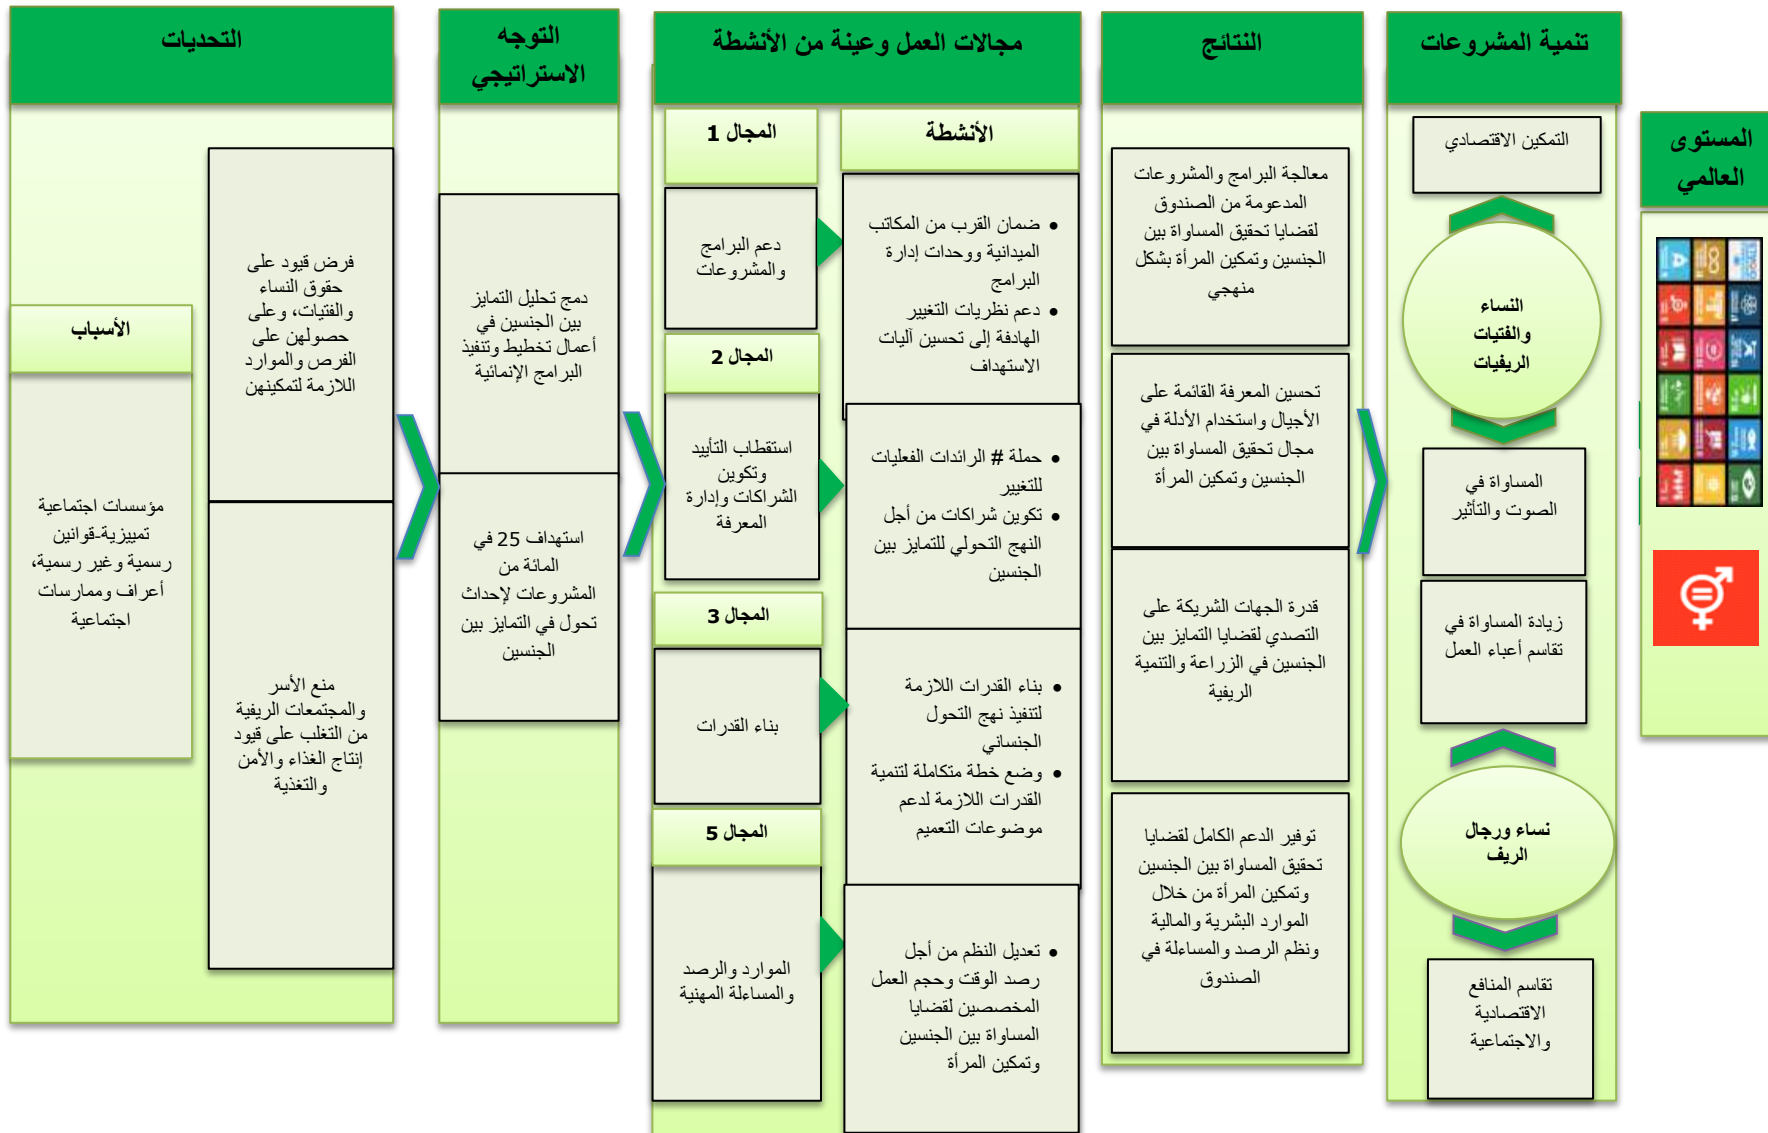 التحديات
الأسباب
مؤسسات اجتماعية
تمييزية-قوانين
رسمية وغير رسمية،
أعراف وممارسات
اجتماعية
فرض قيود على
حقوق النساء
والفتيات، وعلى
حصولهن على
الفرص والموارد
اللازمة لتمكينهن
منع الأسر
والمجتمعات الريفية
من التغلب على قيود
إنتاج الغذاء والأمن
والتغذية
التوجه
الاستراتيجي
دمج تحليل التمايز
بين الجنسين في
أعمال تخطيط وتنفيذ
البرامج الإنمائية
استهداف 25 في
المائة من
المشروعات لإحداث
تحول في التمايز بين
الجنسين
مجالات العمل وعينة من الأنشطة
المجال 1
دعم البرامج
والمشروعات
المجال 2
استقطاب التأييد
وتكوين
الشراكات وإدارة
المعرفة
المجال 3
بناء القدرات
المجال 5
الموارد والرصد
والمساءلة المهنية
الأنشطة
• ضمان القرب من المكاتب
الميدانية ووحدات إدارة
البرامج
• دعم نظريات التغيير
الهادفة إلى تحسين آليات
الاستهداف
• حملة # الرائدات الفعليات
للتغيير
• تكوين شراكات من أجل
النهج التحولي للتمايز بين
الجنسين
• بناء القدرات اللازمة
لتنفيذ نهج التحول
الجنساني
• وضع خطة متكاملة لتنمية
القدرات اللازمة لدعم
موضوعات التعميم
• تعديل النظم من أجل
رصد الوقت وحجم العمل
المخصصين لقضايا
المساواة بين الجنسين
وتمكين المرأة
النتائج
معالجة البرامج والمشروعات
المدعومة من الصندوق
لقضايا تحقيق المساواة بين
الجنسين وتمكين المرأة بشكل
منهجي
تحسين المعرفة القائمة على
الأجيال واستخدام الأدلة في
مجال تحقيق المساواة بين
الجنسين وتمكين المرأة
قدرة الجهات الشريكة على
التصدي لقضايا التمايز بين
الجنسين في الزراعة والتنمية
الريفية
توفير الدعم الكامل لقضايا
تحقيق المساواة بين الجنسين
وتمكين المرأة من خلال
الموارد البشرية والمالية
ونظم الرصد والمساءلة في
الصندوق
تنمية المشروعات
التمكين الاقتصادي
النساء
والفتيات
الريفيات
المساواة في
الصوت والتأثير
زيادة المساواة في
تقاسم أعباء العمل
نساء ورجال
الريف
تقاسم المنافع
الاقتصادية
والاجتماعية
المستوى
العالمي